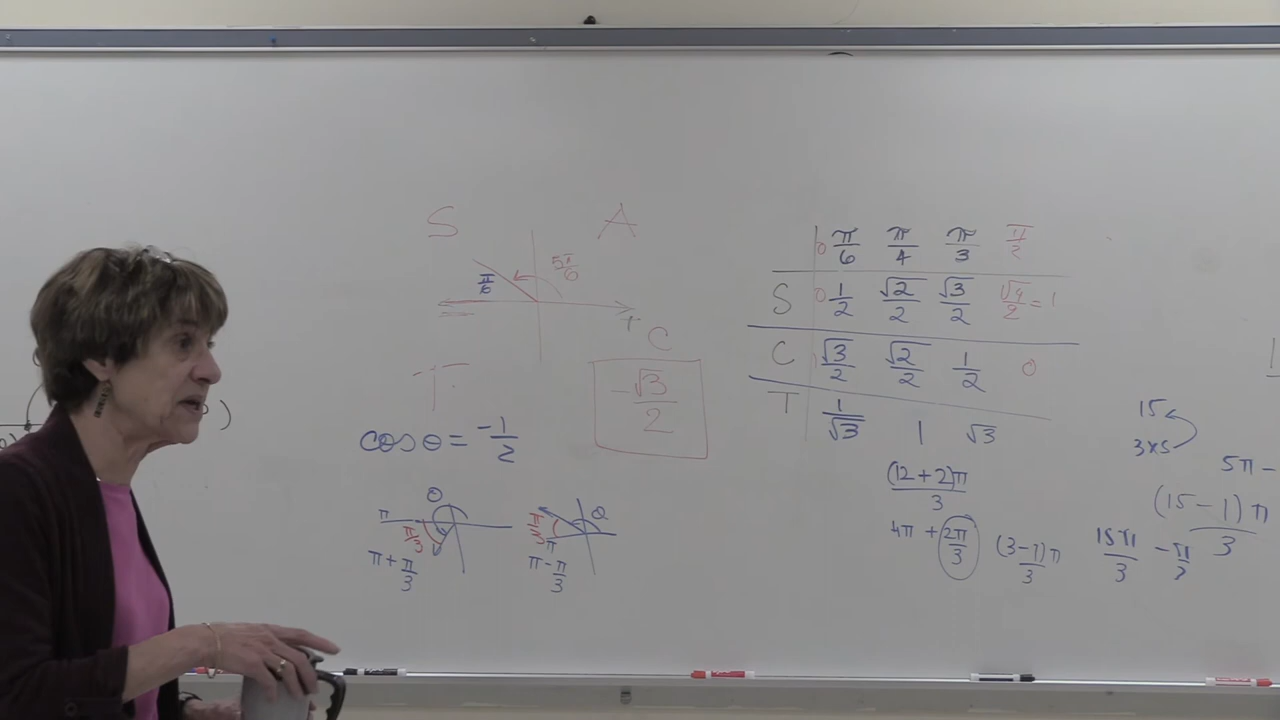 S A
π/6 5π/6
+
T C
-√3/2
cos θ = -1/2
θ
π π/3
π + π/3
θ
π/3 π
π - π/3
0 π/6 π/4 π/3 π/2
S 0 1/2 √2/2 √3/2 √4/2 = 1
C √3/2 √2/2 1/2 0
T 1/√3 1 √3
(12 + 2)π/3
4π + 2π/3
(3-1)π/3
15
3x5
5π -
(15 - 1)π/3
15π/3 - π/3
)